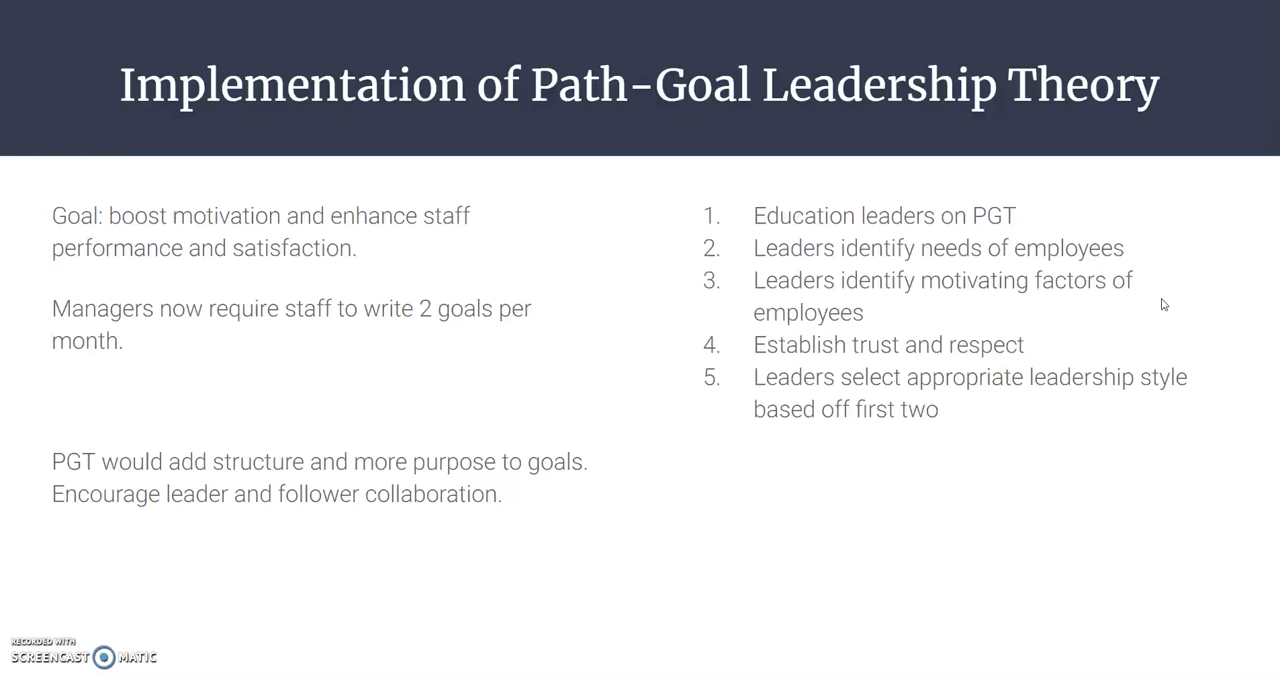 Implementation of Path-Goal Leadership Theory
Goal: boost motivation and enhance staff
performance and satisfaction.
Managers now require staff to write 2 goals per
month.
PGT would add structure and more purpose to goals.
Encourage leader and follower collaboration.
1. Education leaders on PGT
2. Leaders identify needs of employees
3. Leaders identify motivating factors of
employees
4. Establish trust and respect
5. Leaders select appropriate leadership style
based off first two
RECORDED WITH
SCREENCAST MATIC